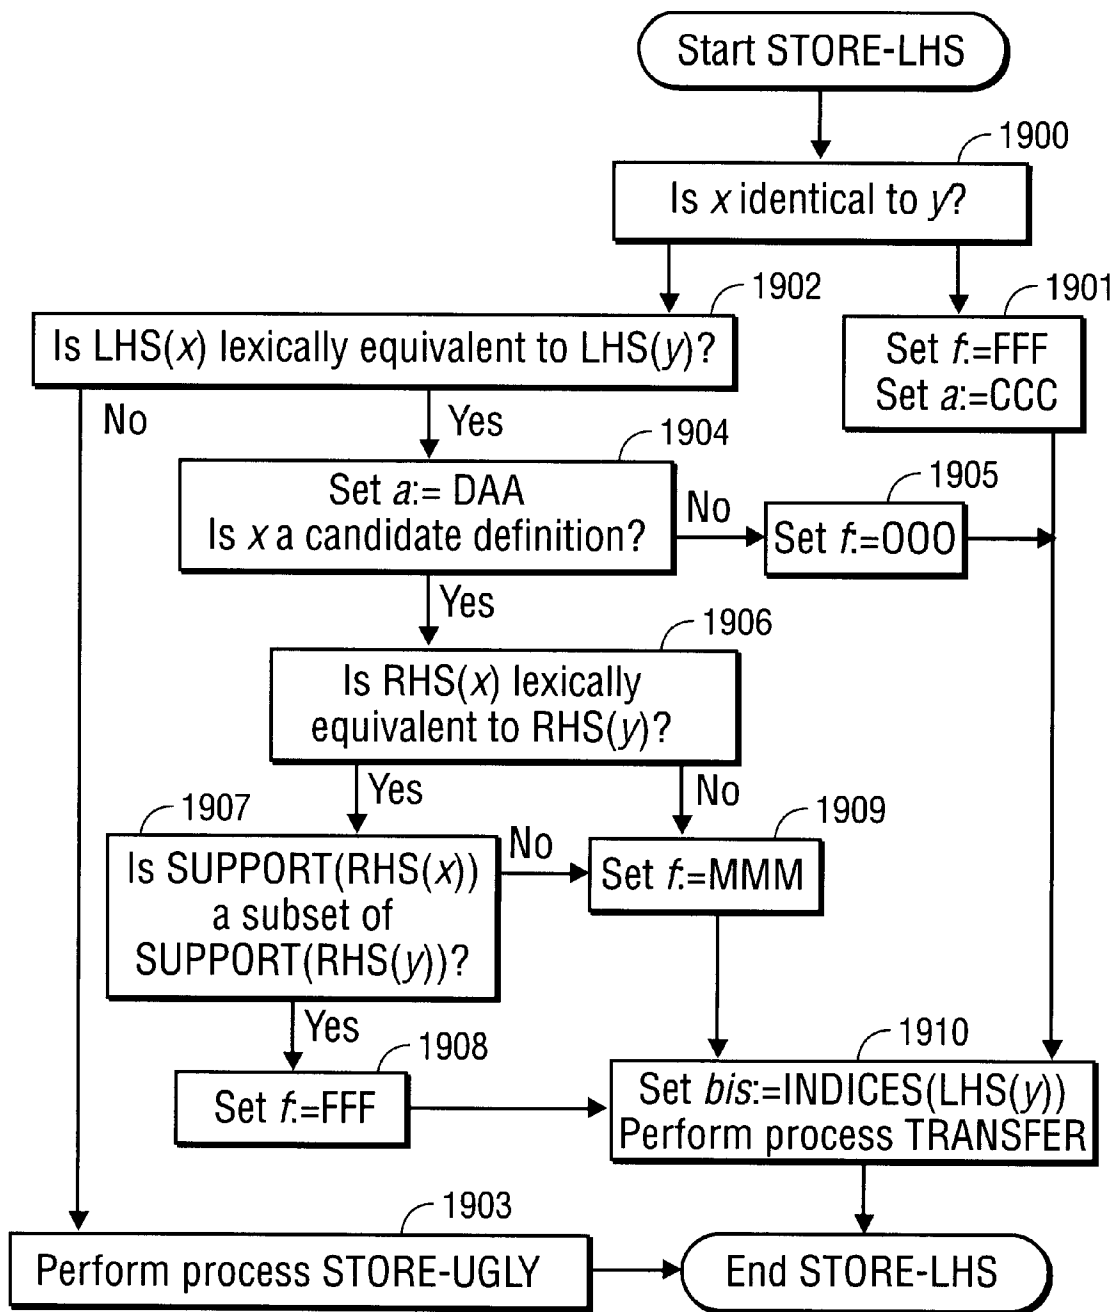 Start STORE-LHS
1900
Is x identical to y?
1902
Is LHS(x) lexically equivalent to LHS(y)?
1901
Set f:=FFF
Set a:=CCC
No
Yes
1904
Set a:= DAA
Is x a candidate definition?
No
1905
Set f:=OOO
Yes
1906
Is RHS(x) lexically
equivalent to RHS(y)?
Yes
No
1907
Is SUPPORT(RHS(x))
a subset of
SUPPORT(RHS(y))?
No
1909
Set f:=MMM
Yes
1908
Set f:=FFF
1910
Set bis:=INDICES(LHS(y))
Perform process TRANSFER
1903
Perform process STORE-UGLY
End STORE-LHS